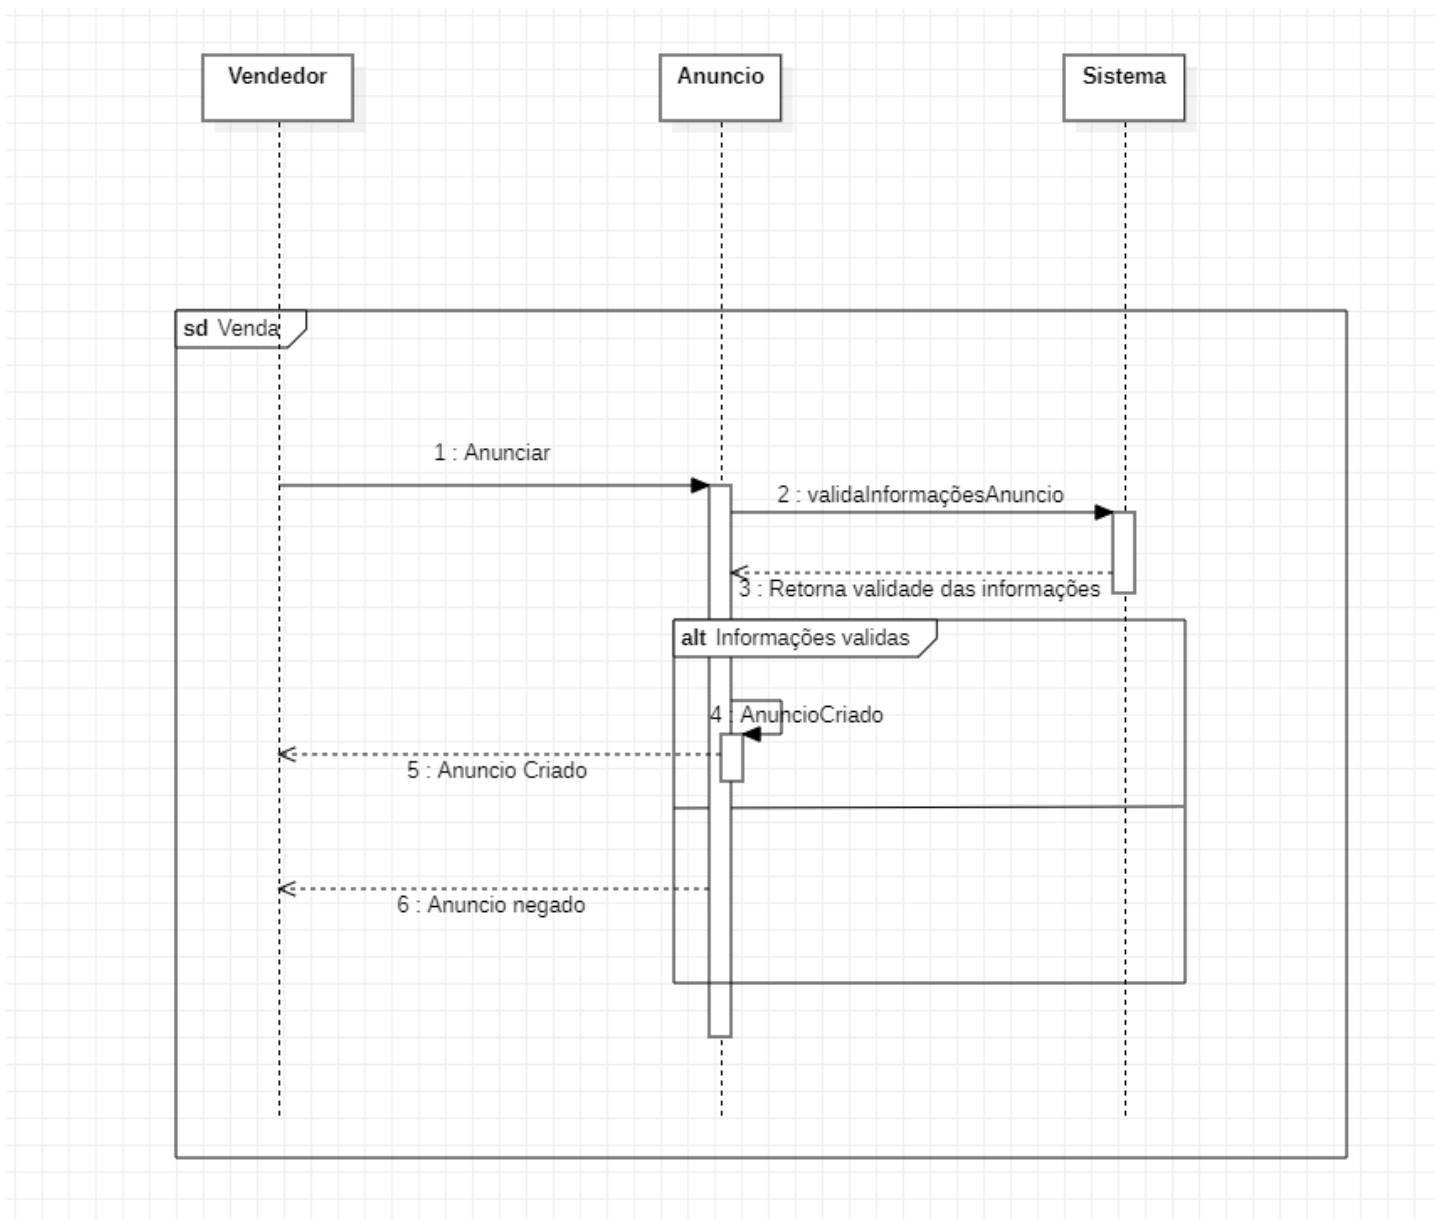 Vendedor
Anuncio
Sistema
sd Venda
1 : Anunciar
2 : validaInformaçõesAnuncio
3 : Retorna validade das informações
alt Informações validas
4 : AnuncioCriado
5 : Anuncio Criado
6 : Anuncio negado